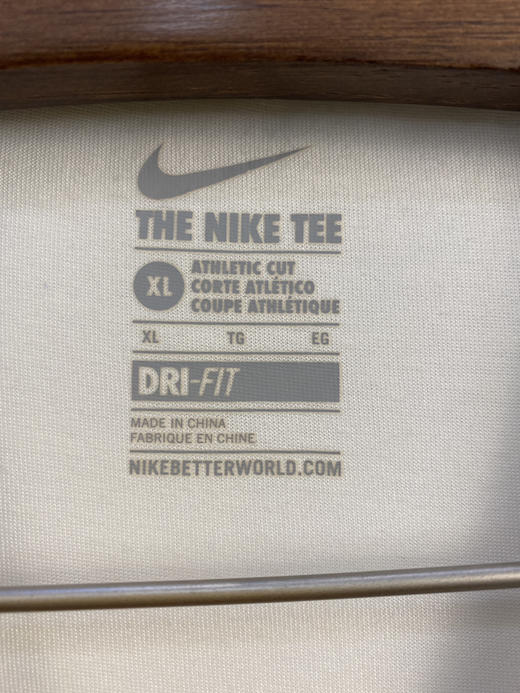 THE NIKE TEE
XL
ATHLETIC CUT
CORTE ATLÉTICO
COUPE ATHLÉTIQUE
XL TG EG
DRI-FIT
MADE IN CHINA
FABRIQUE EN CHINE
NIKEBETTERWORLD.COM